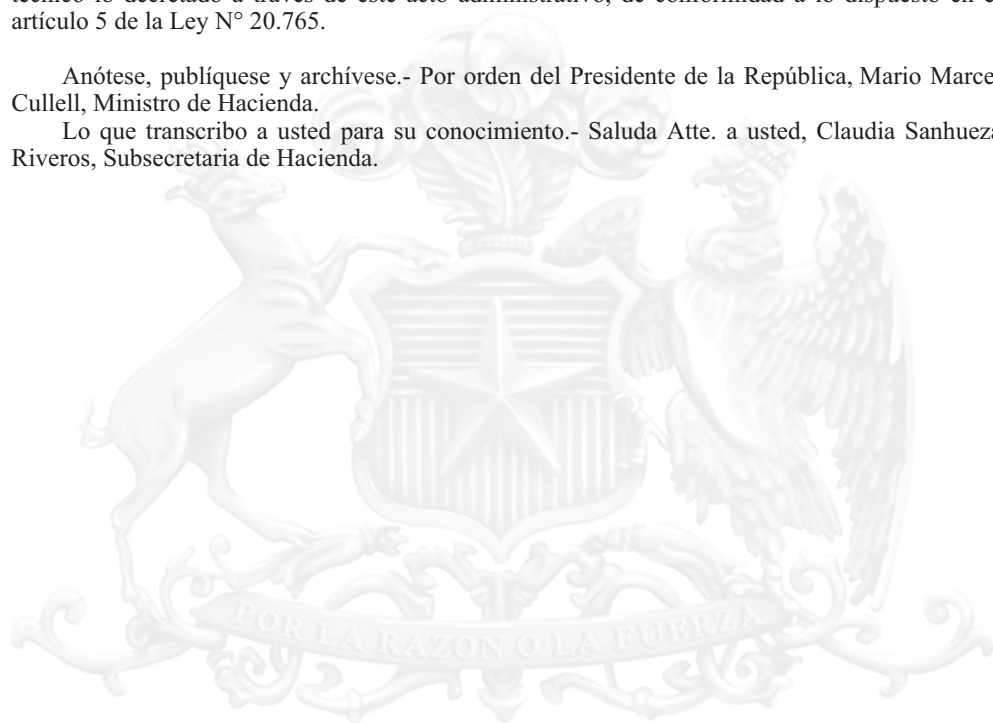 técnico lo decretado a través de este acto administrativo, de conformidad a lo dispuesto en e
artículo 5 de la Ley N° 20.765.
Anótese, publíquese y archívese.- Por orden del Presidente de la República, Mario Marce
Cullell, Ministro de Hacienda.
Lo que transcribo a usted para su conocimiento.- Saluda Atte. a usted, Claudia Sanhueza
Riveros, Subsecretaria de Hacienda.
POR LA RAZON O LA FUERZA